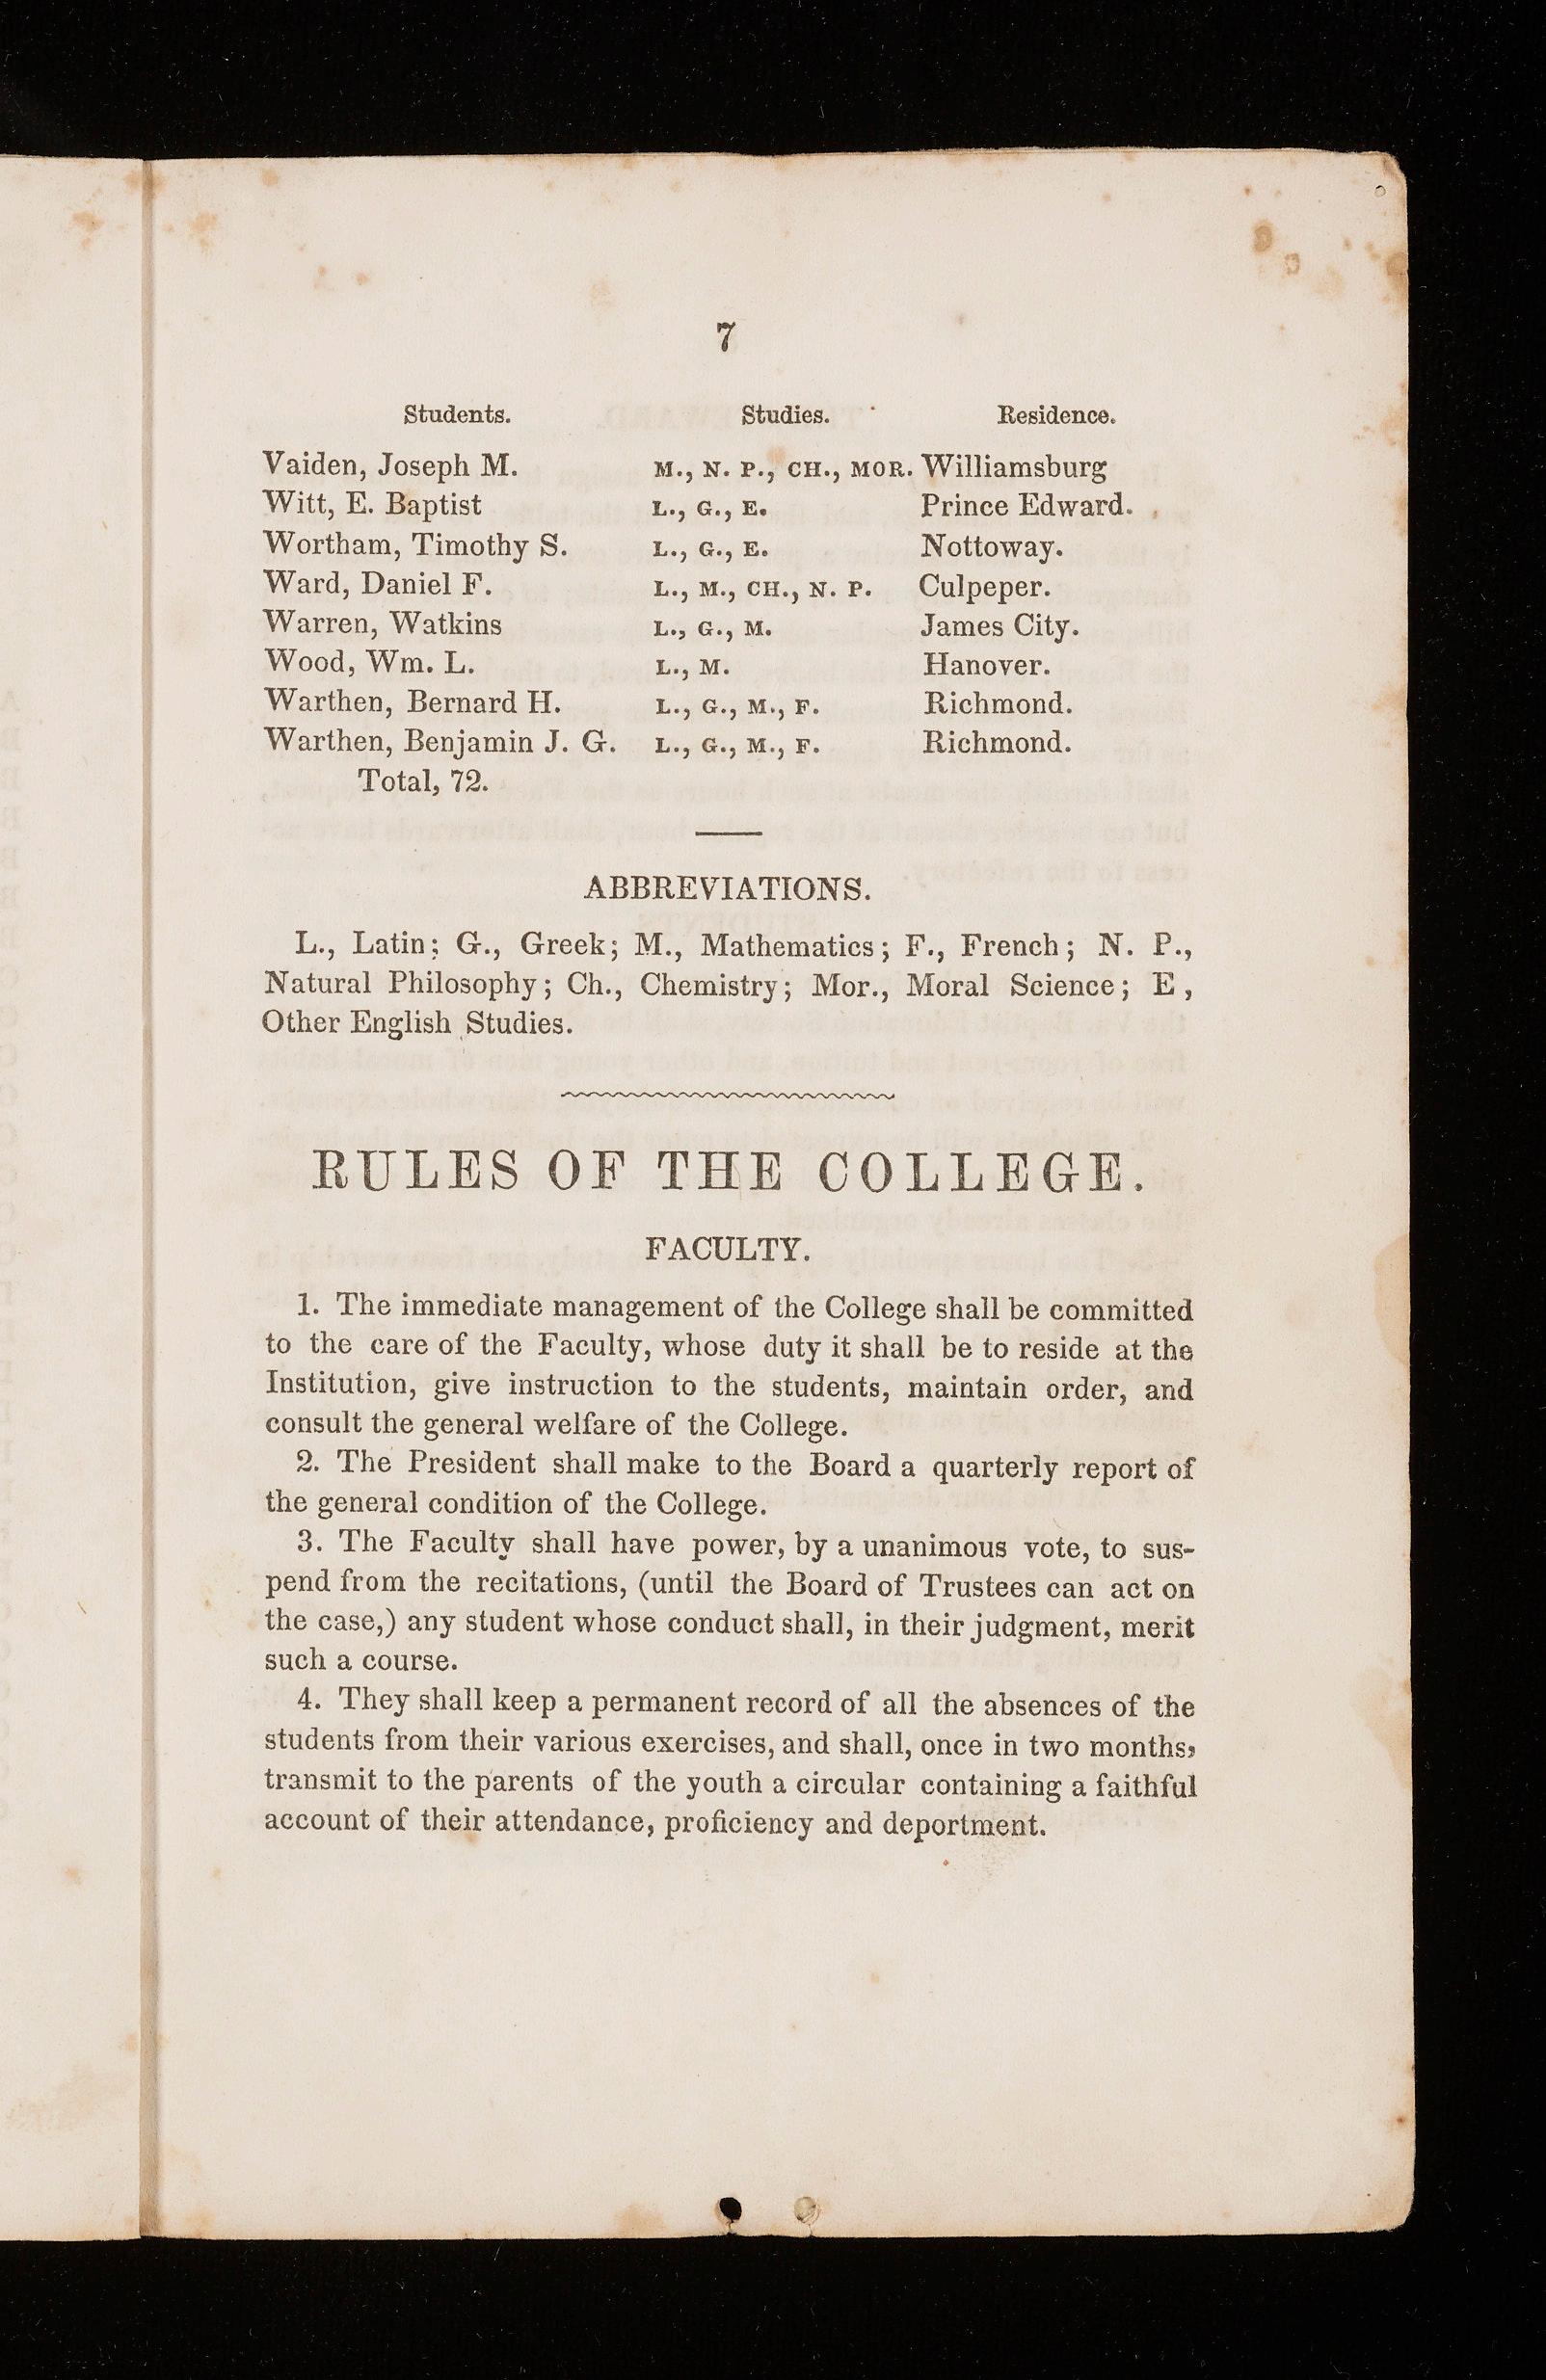 7
Students. Studies. Residence.
Vaiden, Joseph M. M., N. P., CH., MOR. Williamsburg
Witt, E. Baptist L., G., E. Prince Edward.
Wortham, Timothy S. L., G., E. Nottoway.
Ward, Daniel F. L., M., CH., N. P. Culpeper.
Warren, Watkins L., G., M. James City.
Wood, Wm. L. L., M. Hanover.
Warthen, Bernard H. L., G., M., F. Richmond.
Warthen, Benjamin J. G. L., G., M., F. Richmond.
Total, 72.
ABBREVIATIONS.
L., Latin; G., Greek; M., Mathematics; F., French; N. P.,
Natural Philosophy; Ch., Chemistry; Mor., Moral Science; E ,
Other English Studies.
RULES OF THE COLLEGE.
FACULTY.
1. The immediate management of the College shall be committed
to the care of the Faculty, whose duty it shall be to reside at the
Institution, give instruction to the students, maintain order, and
consult the general welfare of the College.
2. The President shall make to the Board a quarterly report of
the general condition of the College.
3. The Faculty shall have power, by a unanimous vote, to sus-
pend from the recitations, (until the Board of Trustees can act on
the case,) any student whose conduct shall, in their judgment, merit
such a course.
4. They shall keep a permanent record of all the absences of the
students from their various exercises, and shall, once in two months,
transmit to the parents of the youth a circular containing a faithful
account of their attendance, proficiency and deportment.